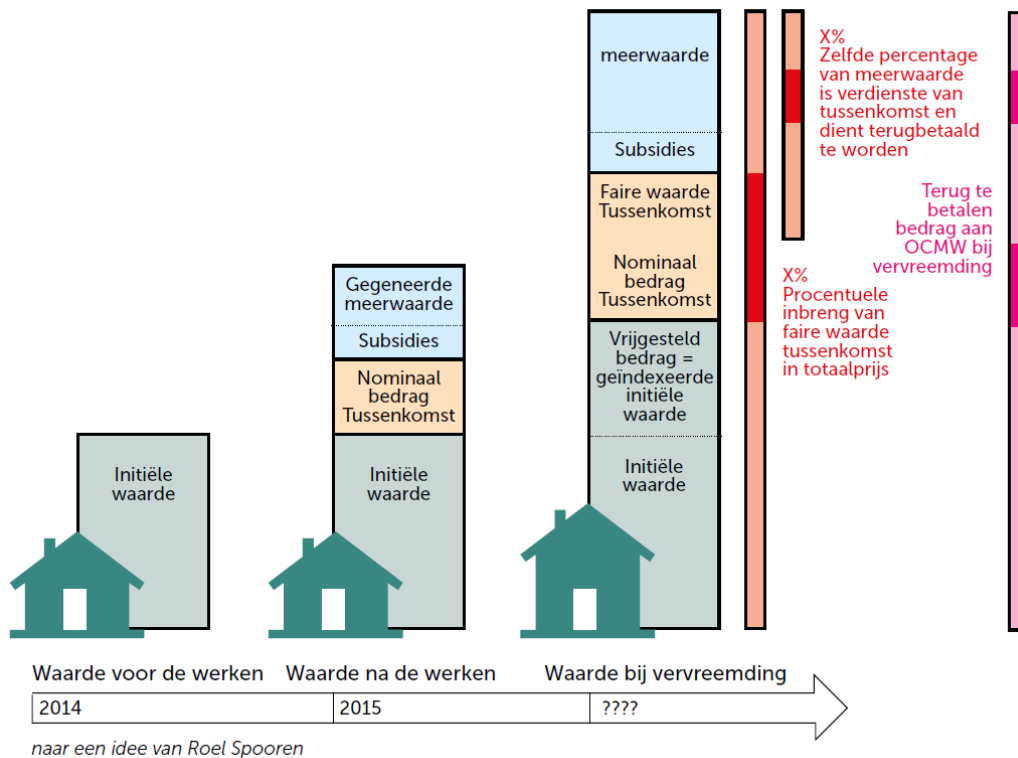 Initiële
waarde
Gegeneerde
meerwaarde
Subsidies
Nominaal
bedrag
Tussenkomst
Initiële
waarde
meerwaarde
Subsidies
Faire waarde
Tussenkomst
Nominaal
bedrag
Tussenkomst
Vrijgesteld
bedrag =
geïndexeerde
initiële
waarde
Initiële
waarde
X%
Zelfde percentage
van meerwaarde
is verdienste van
tussenkomst en
dient terugbetaald
te worden
X%
Procentuele
inbreng van
faire waarde
tussenkomst
in totaalprijs
Terug te
betalen
bedrag aan
OCMW bij
vervreemding
Waarde voor de werken
Waarde na de werken
Waarde bij vervreemding
2014
2015
????
naar een idee van Roel Spooren